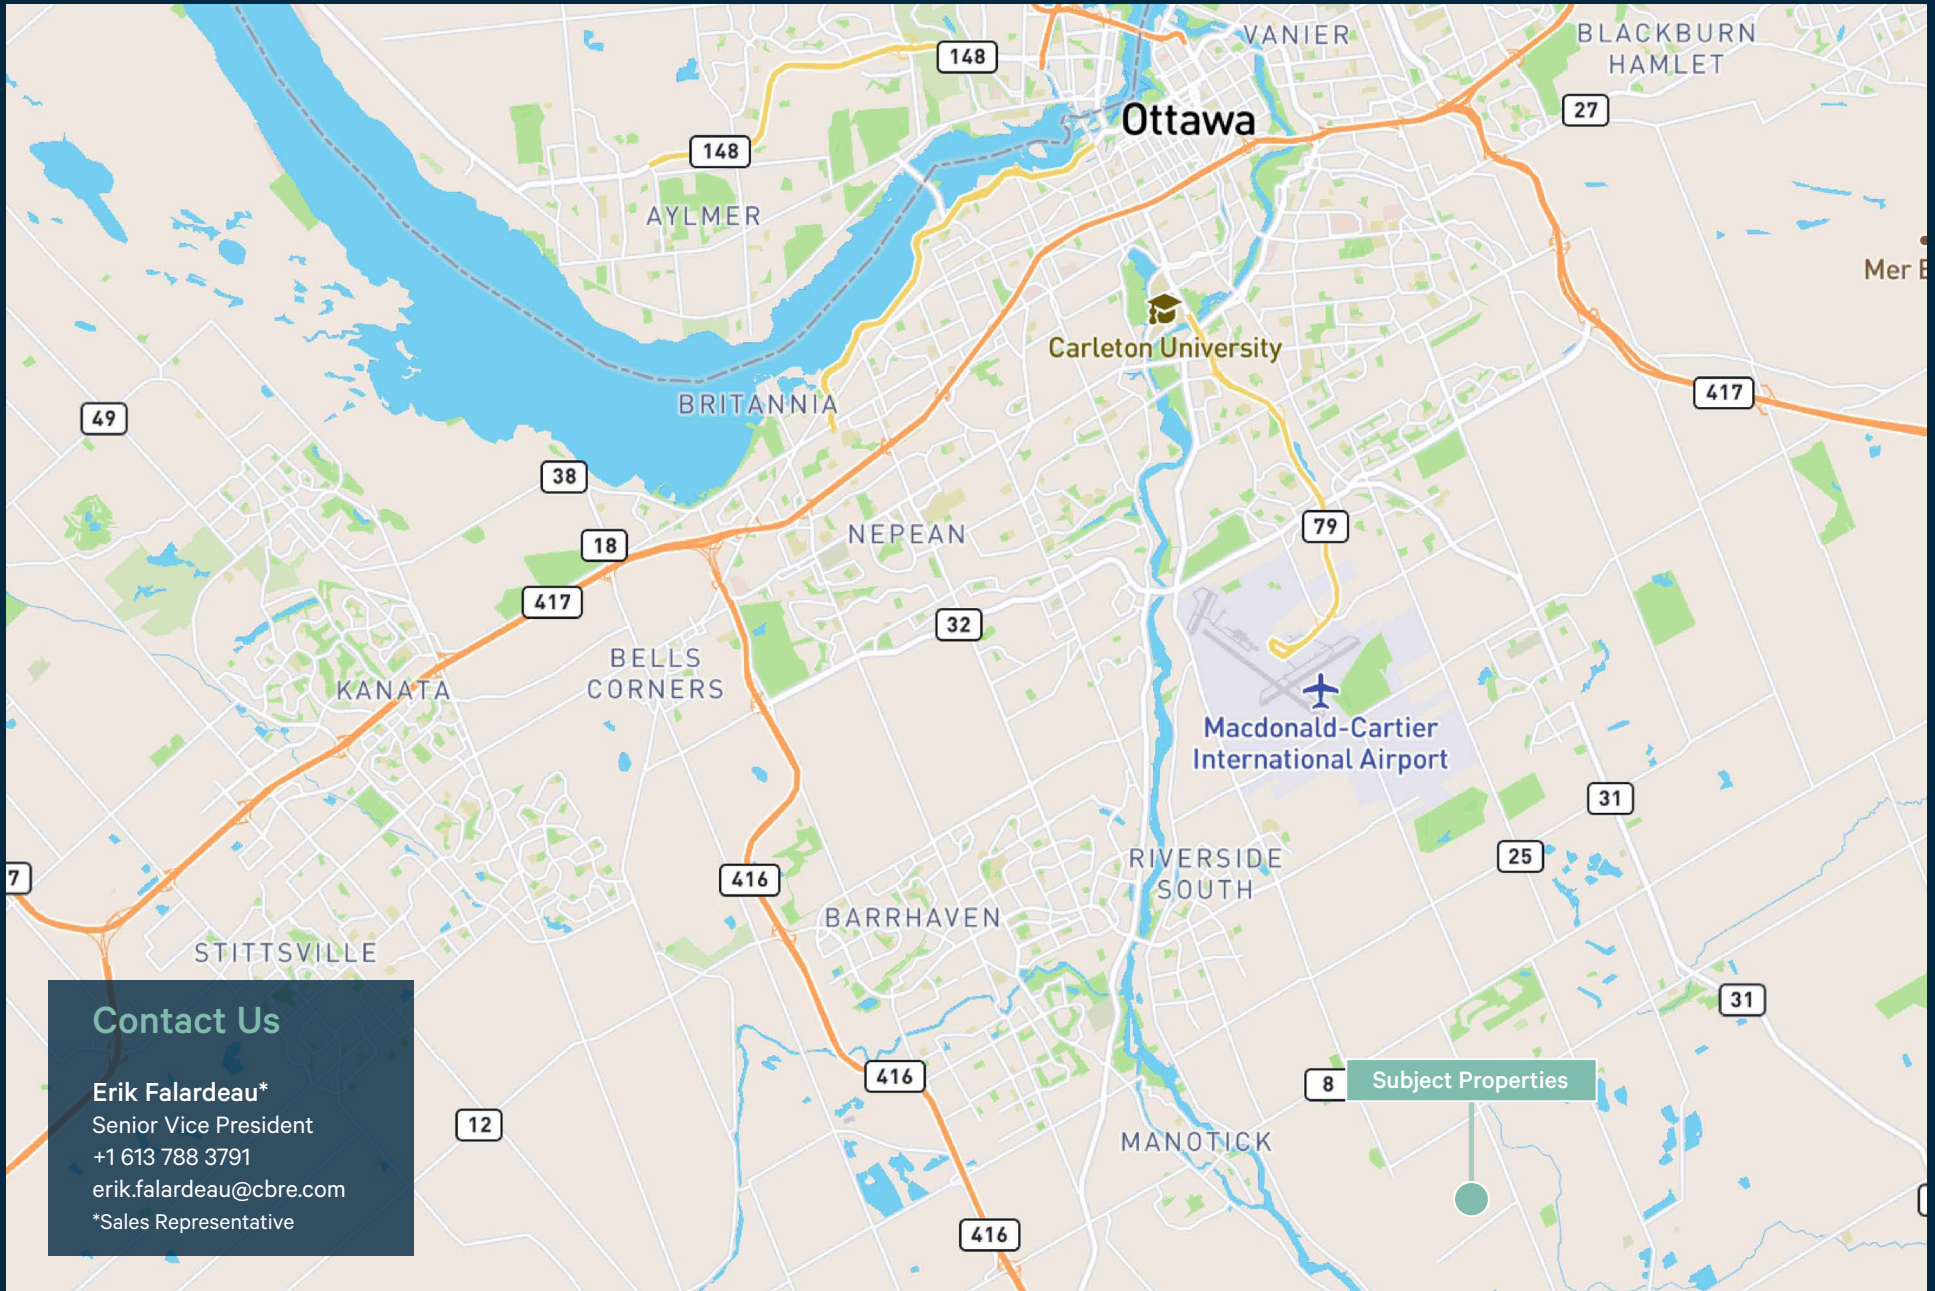 VANIER
BLACKBURN
HAMLET
148
27
Ottawa
148
AYLMER
Mer
Carleton University
417
BRITANNIA
49
38
NEPEAN
79
18
417
32
BELLS
CORNERS
KANATA
Macdonald-Cartier
International Airport
31
25
RIVERSIDE
SOUTH
7
416
BARRHAVEN
STITTSVILLE
31
Contact Us
Erik Falardeau*
Senior Vice President
+1 613 788 3791
erik.falardeau@cbre.com
*Sales Representative
416
8
Subject Properties
12
MANOTICK
416